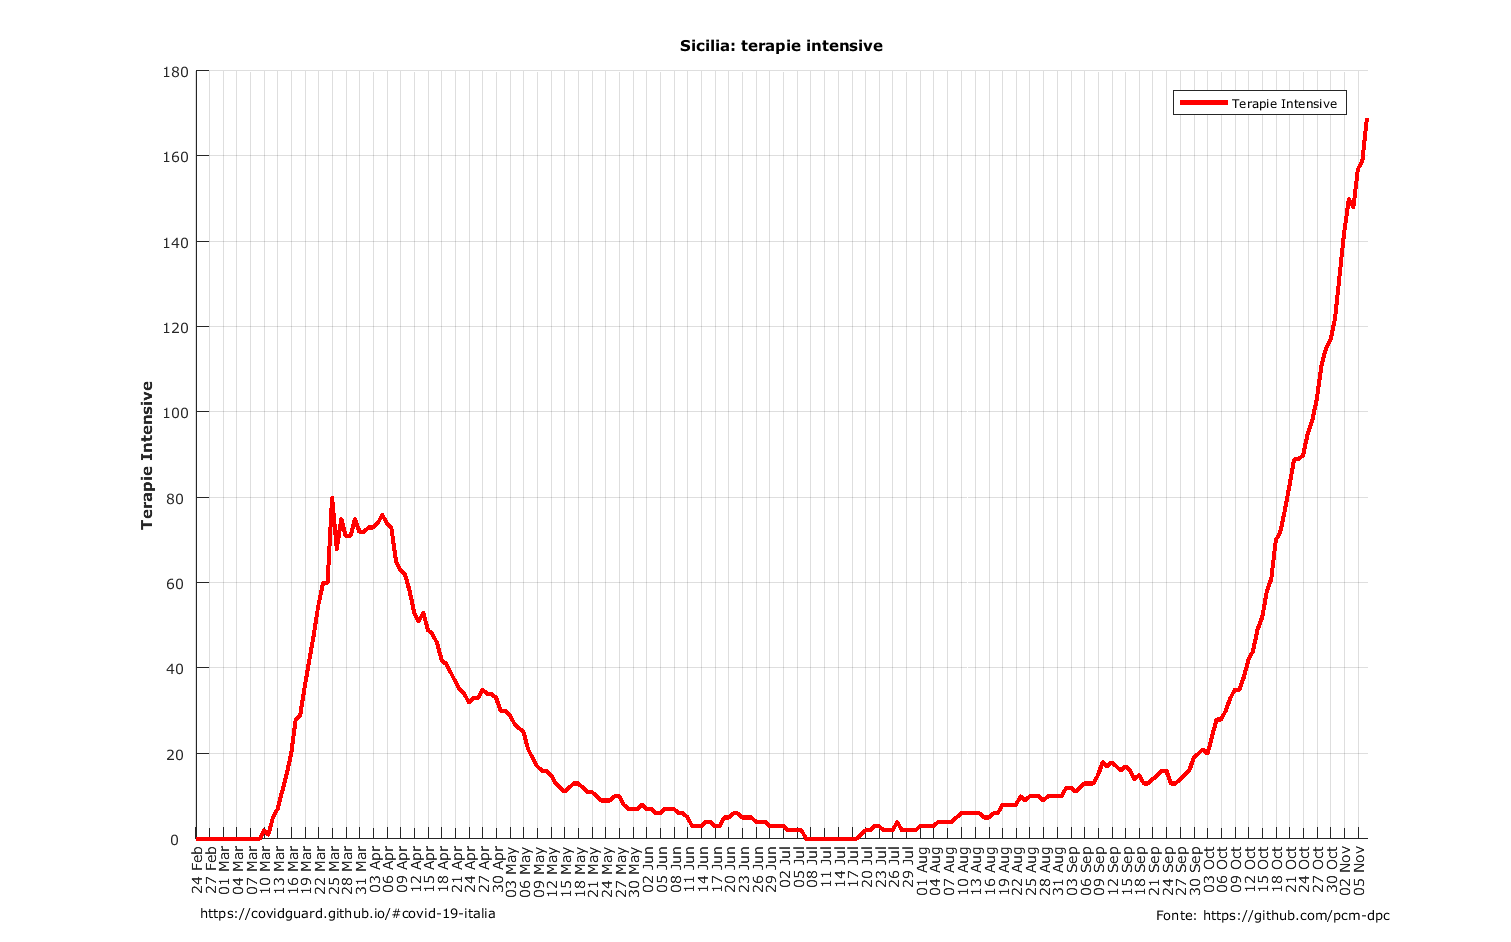 Sicilia: terapie intensive
180
160
140
120
100
80
60
40
20
0
Terapie Intensive
Terapie Intensive
24 Feb
27 Feb
01 Mar
04 Mar
07 Mar
10 Mar
13 Mar
16 Mar
19 Mar
22 Mar
25 Mar
28 Mar
31 Mar
03 Apr
06 Apr
09 Apr
12 Apr
15 Apr
18 Apr
21 Apr
24 Apr
27 Apr
30 Apr
03 May
06 May
09 May
12 May
15 May
18 May
21 May
24 May
27 May
30 May
02 Jun
05 Jun
08 Jun
11 Jun
14 Jun
17 Jun
20 Jun
23 Jun
26 Jun
29 Jun
02 Jul
05 Jul
08 Jul
11 Jul
14 Jul
17 Jul
20 Jul
23 Jul
26 Jul
29 Jul
01 Aug
04 Aug
07 Aug
10 Aug
13 Aug
16 Aug
19 Aug
22 Aug
25 Aug
28 Aug
31 Aug
03 Sep
06 Sep
09 Sep
12 Sep
15 Sep
18 Sep
21 Sep
24 Sep
27 Sep
30 Sep
03 Oct
06 Oct
09 Oct
12 Oct
15 Oct
18 Oct
21 Oct
24 Oct
27 Oct
30 Oct
02 Nov
05 Nov
https://covidguard.github.io/#covid-19-italia
Fonte: https://github.com/pcm-dpc